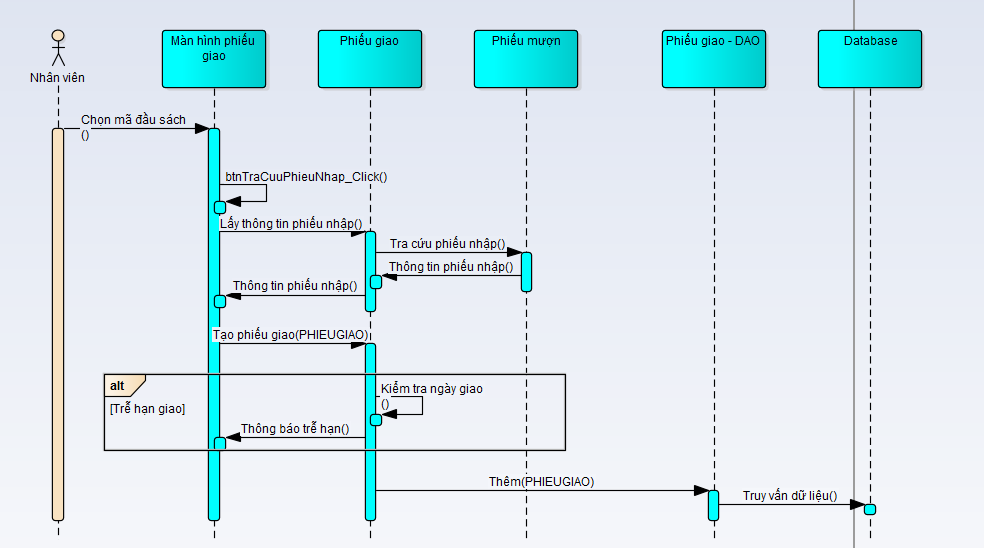 Nhân viên
Màn hình phiếu
giao
Phiếu giao
Phiếu mượn
Phiếu giao - DAO
Database
Chọn mã đầu sách
()
btnTraCuuPhieuNhap_Click()
Lấy thông tin phiếu nhập()
Tra cứu phiếu nhập()
Thông tin phiếu nhập()
Thông tin phiếu nhập()
Tạo phiếu giao(PHIEUGIAO)
alt
[Trễ hạn giao]
Kiểm tra ngày giao
()
Thông báo trễ hạn()
Thêm(PHIEUGIAO)
Truy vấn dữ liệu()